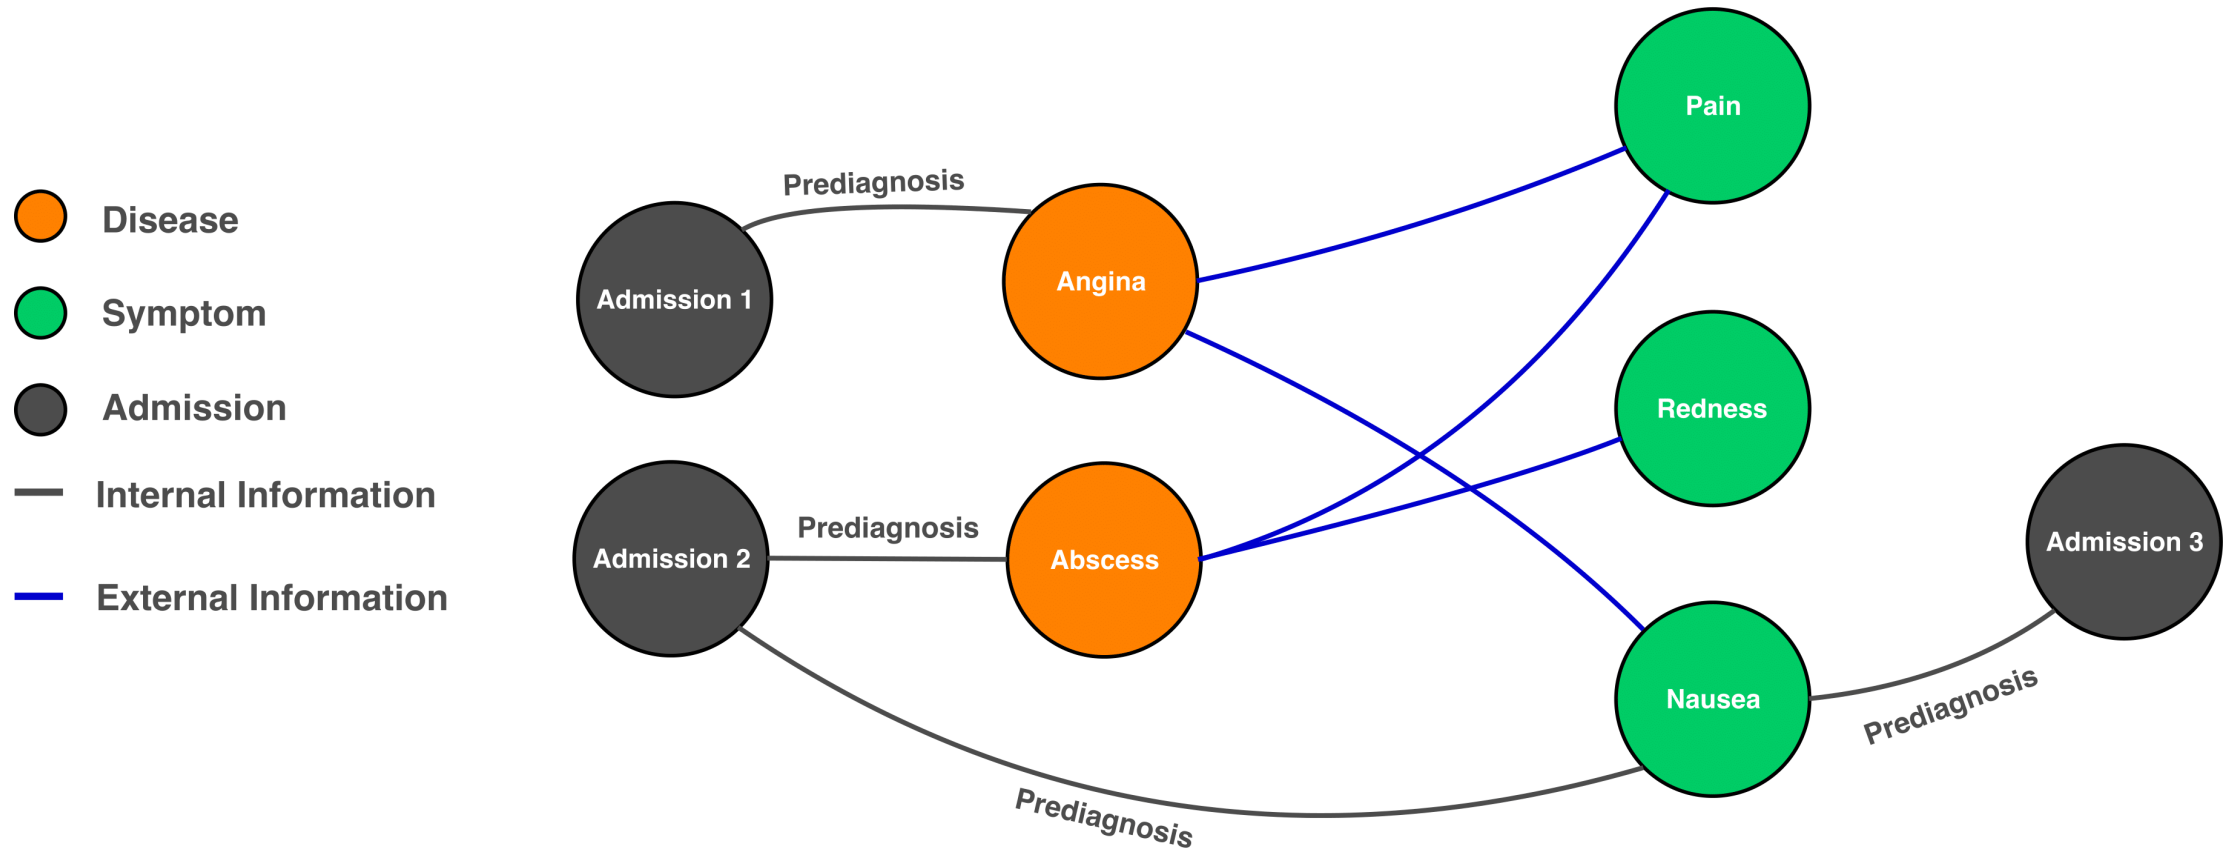 Disease
Symptom
Admission
Internal Information
External Information
Prediagnosis
Admission 1
Angina
Pain
Redness
Prediagnosis
Admission 2
Abscess
Admission 3
Nausea
Prediagnosis
Prediagnosis